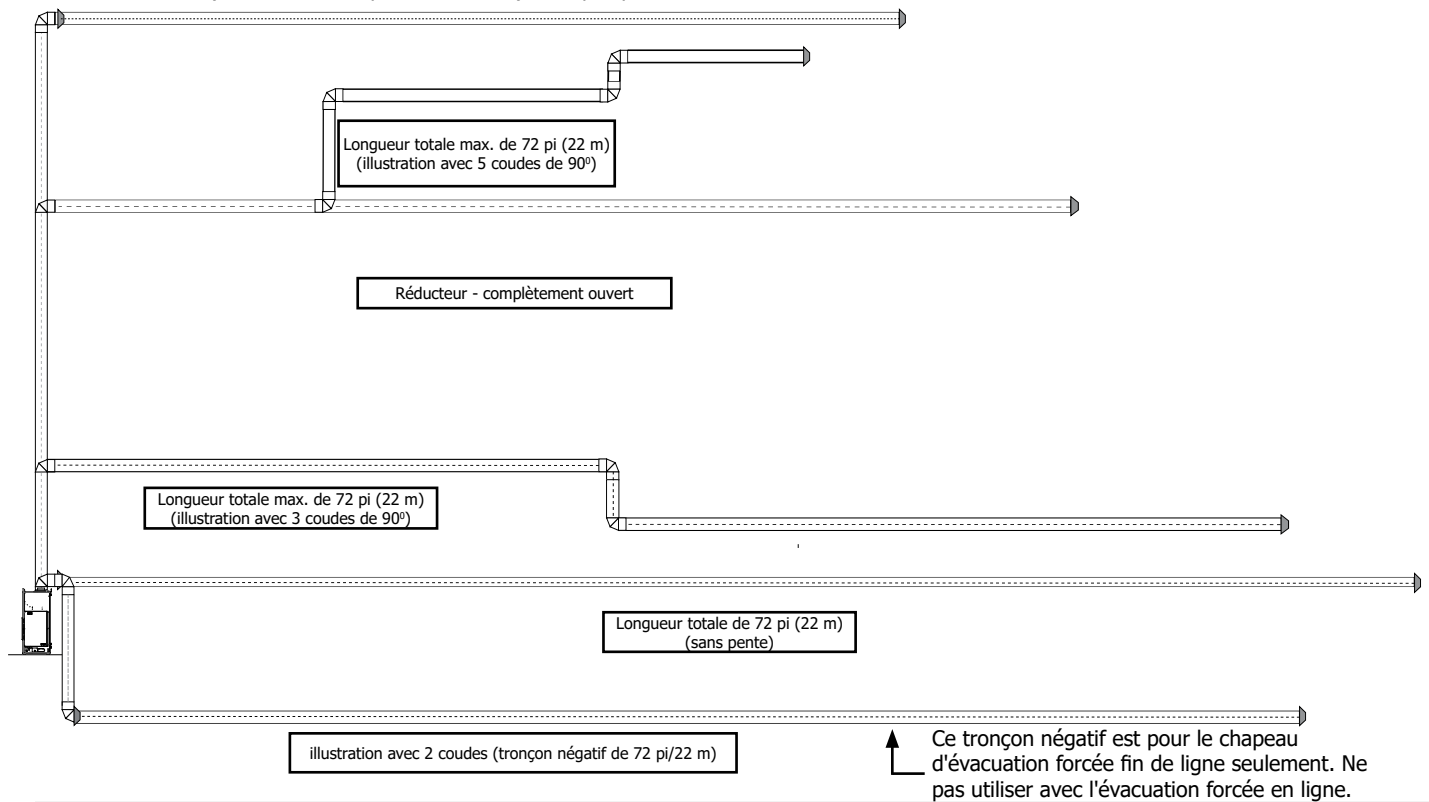 Longueur totale max. de 72 pi (22 m)
(illustration avec 5 coudes de 90⁰)
Réducteur - complètement ouvert
Longueur totale max. de 72 pi (22 m)
(illustration avec 3 coudes de 90⁰)
Longueur totale de 72 pi (22 m)
(sans pente)
illustration avec 2 coudes (tronçon négatif de 72 pi/22 m)
Ce tronçon négatif est pour le chapeau
d'évacuation forcée fin de ligne seulement. Ne
pas utiliser avec l'évacuation forcée en ligne.